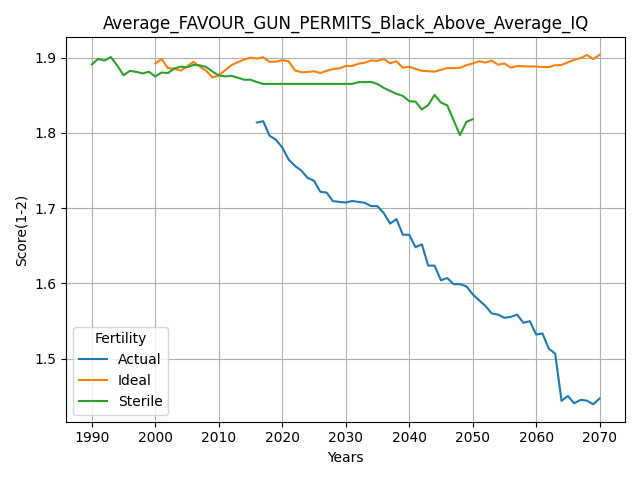 Average_FAVOUR_GUN_PERMITS_Black_Above_Average_IQ
Score(1-2)
1.9
1.8
1.7
1.6
1.5
Fertility
Actual
Ideal
Sterile
1990 2000 2010 2020 2030 2040 2050 2060 2070
Years